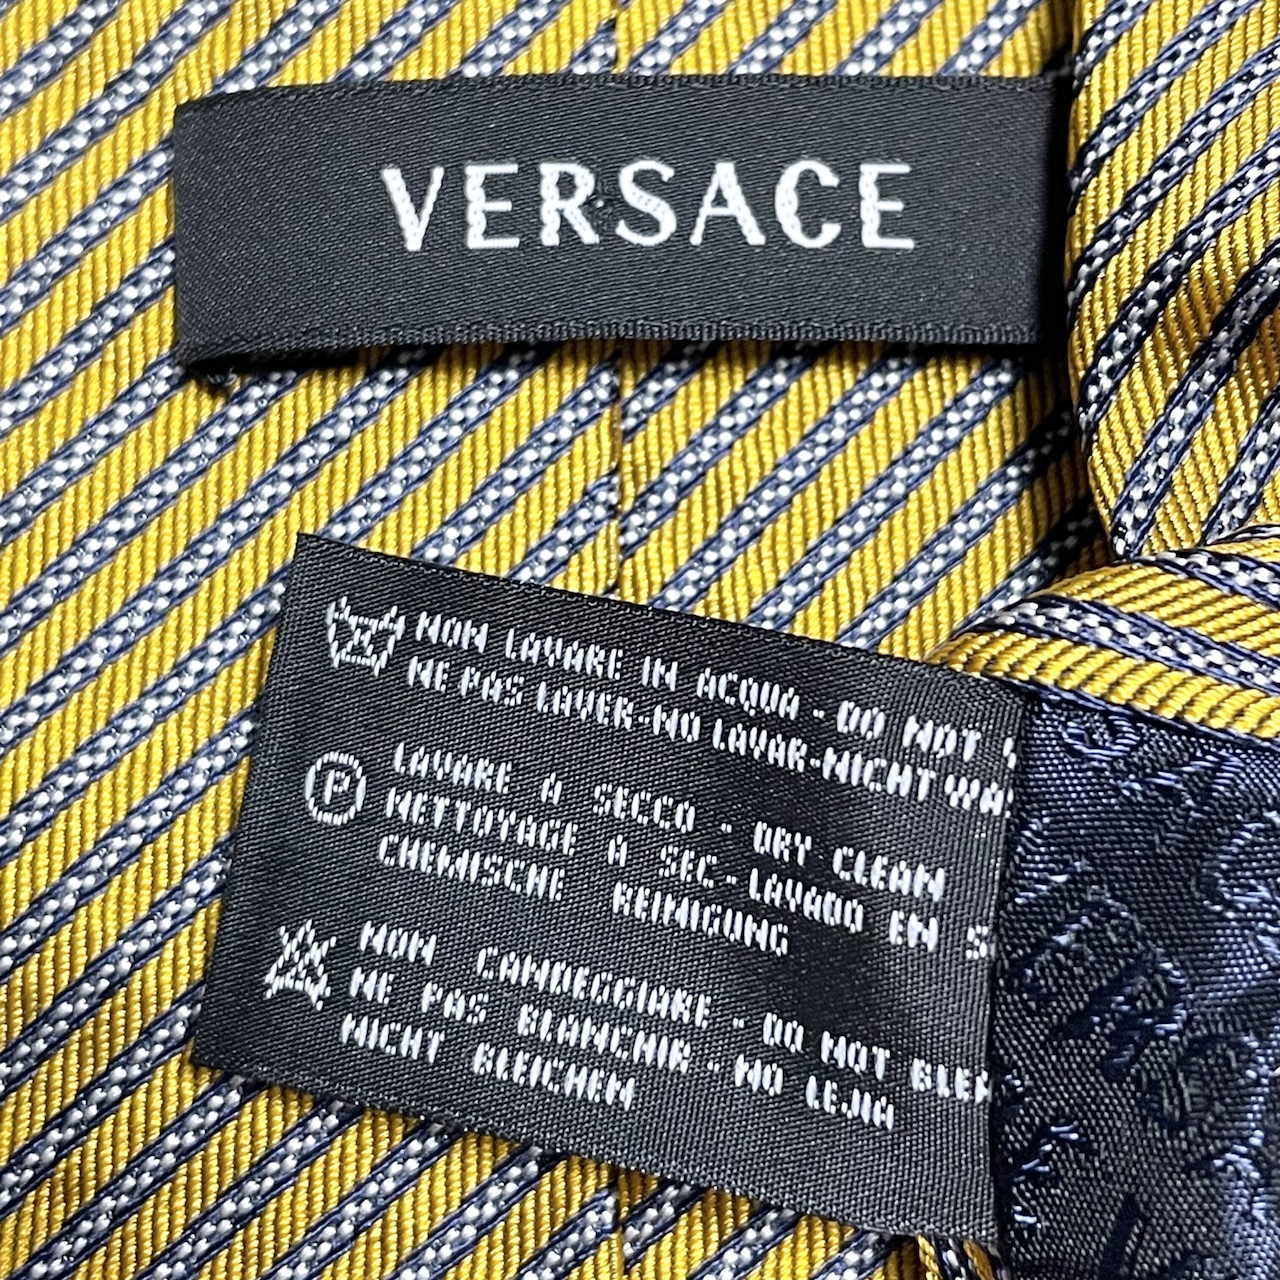 VERSACE
NON LAVARE IN ACQUA - DO NOT
NE PAS LAVER-NO LAVAR-NICHT
P
LAVARE A SECCO - DRY CLEAN
NETTOYAGE A SEC - LAVADO EN
CHEMISCHE REINIGUNG
NON CANDEGGIARE - DO NOT
NE PAS BLANCHIR - NO LEJIA
NICHT BLEICHEN